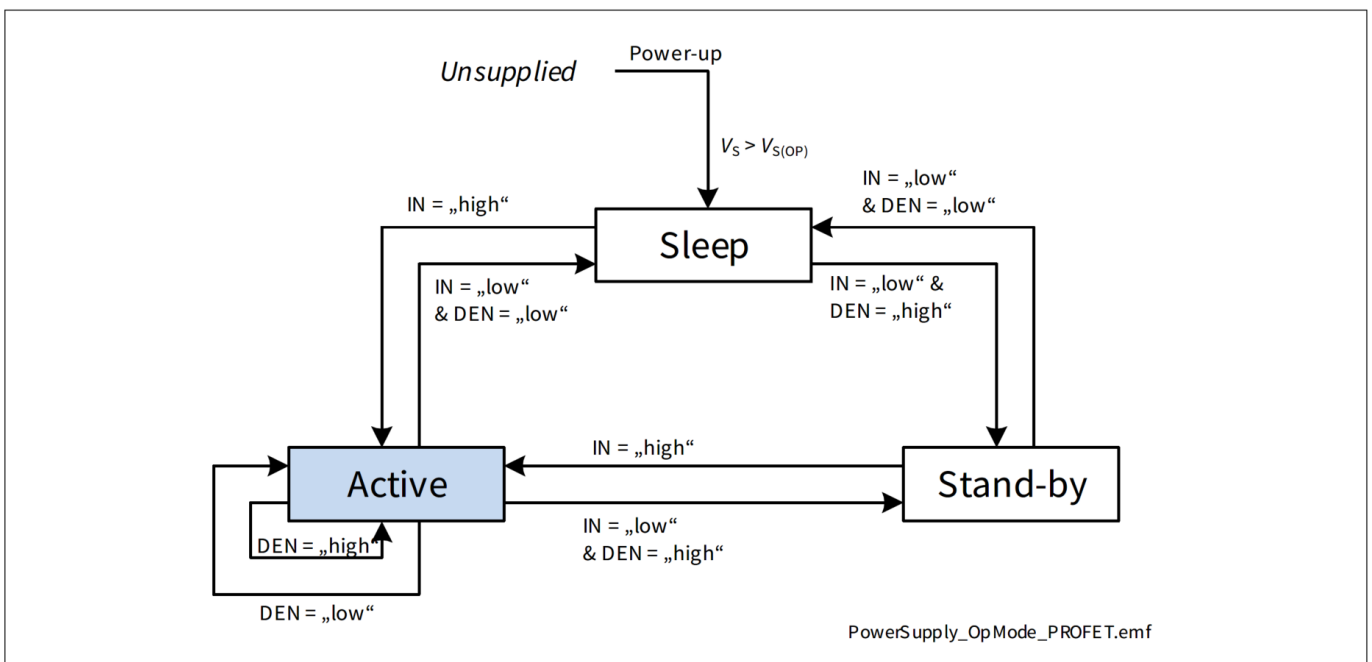 Power-up
Unsupplied
VS > VS(OP)
IN = „low“
& DEN = „low“
IN = „high“
Sleep
IN = „low“
& DEN = „low“
IN = „low“ &
DEN = „high“
IN = „high“
Active
Stand-by
IN = „low“
& DEN = „high“
DEN = „high“
DEN = „low“
PowerSupply_OpMode_PROFET.emf